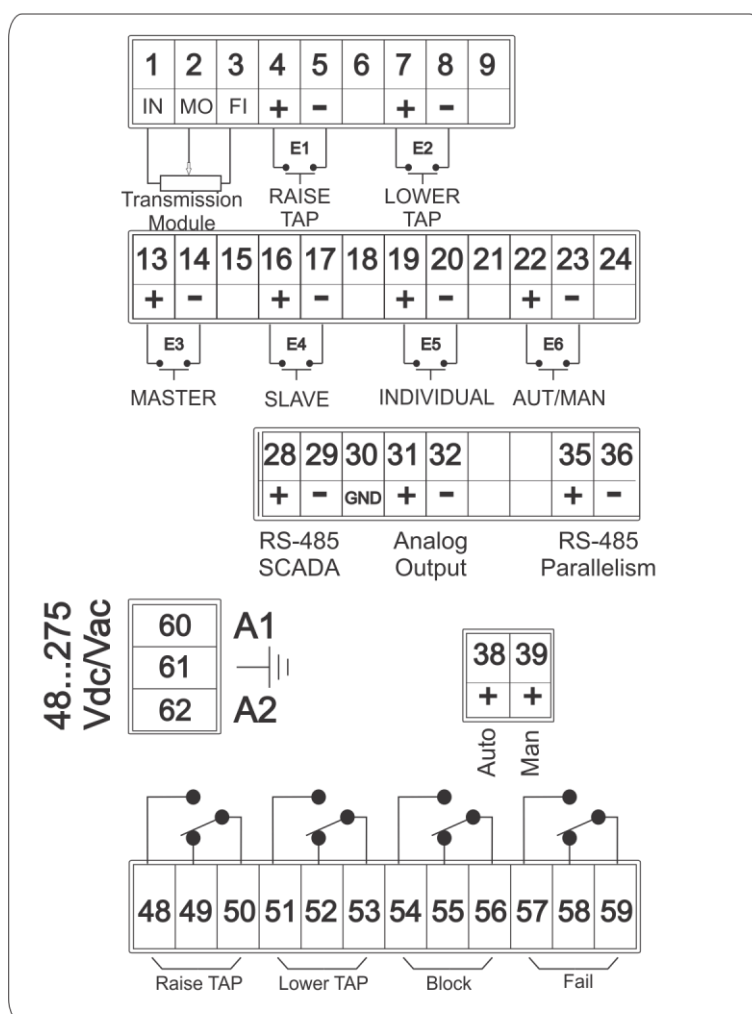 1 2 3 4 5 6 7 8 9
IN MO FI + - + -
E1 E2
Transmission Module
RAISE TAP
LOWER TAP
13 14 15 16 17 18 19 20 21 22 23 24
+ - + - + - + -
E3 E4 E5 E6
MASTER SLAVE INDIVIDUAL AUT/MAN
28 29 30 31 32 35 36
+ - GND + - + -
RS-485 SCADA
Analog Output
RS-485 Parallelism
48...275 Vdc/Vac
60 A1
61
62 A2
38 39
+ +
Auto Man
48 49 50 51 52 53 54 55 56 57 58 59
Raise TAP Lower TAP Block Fail